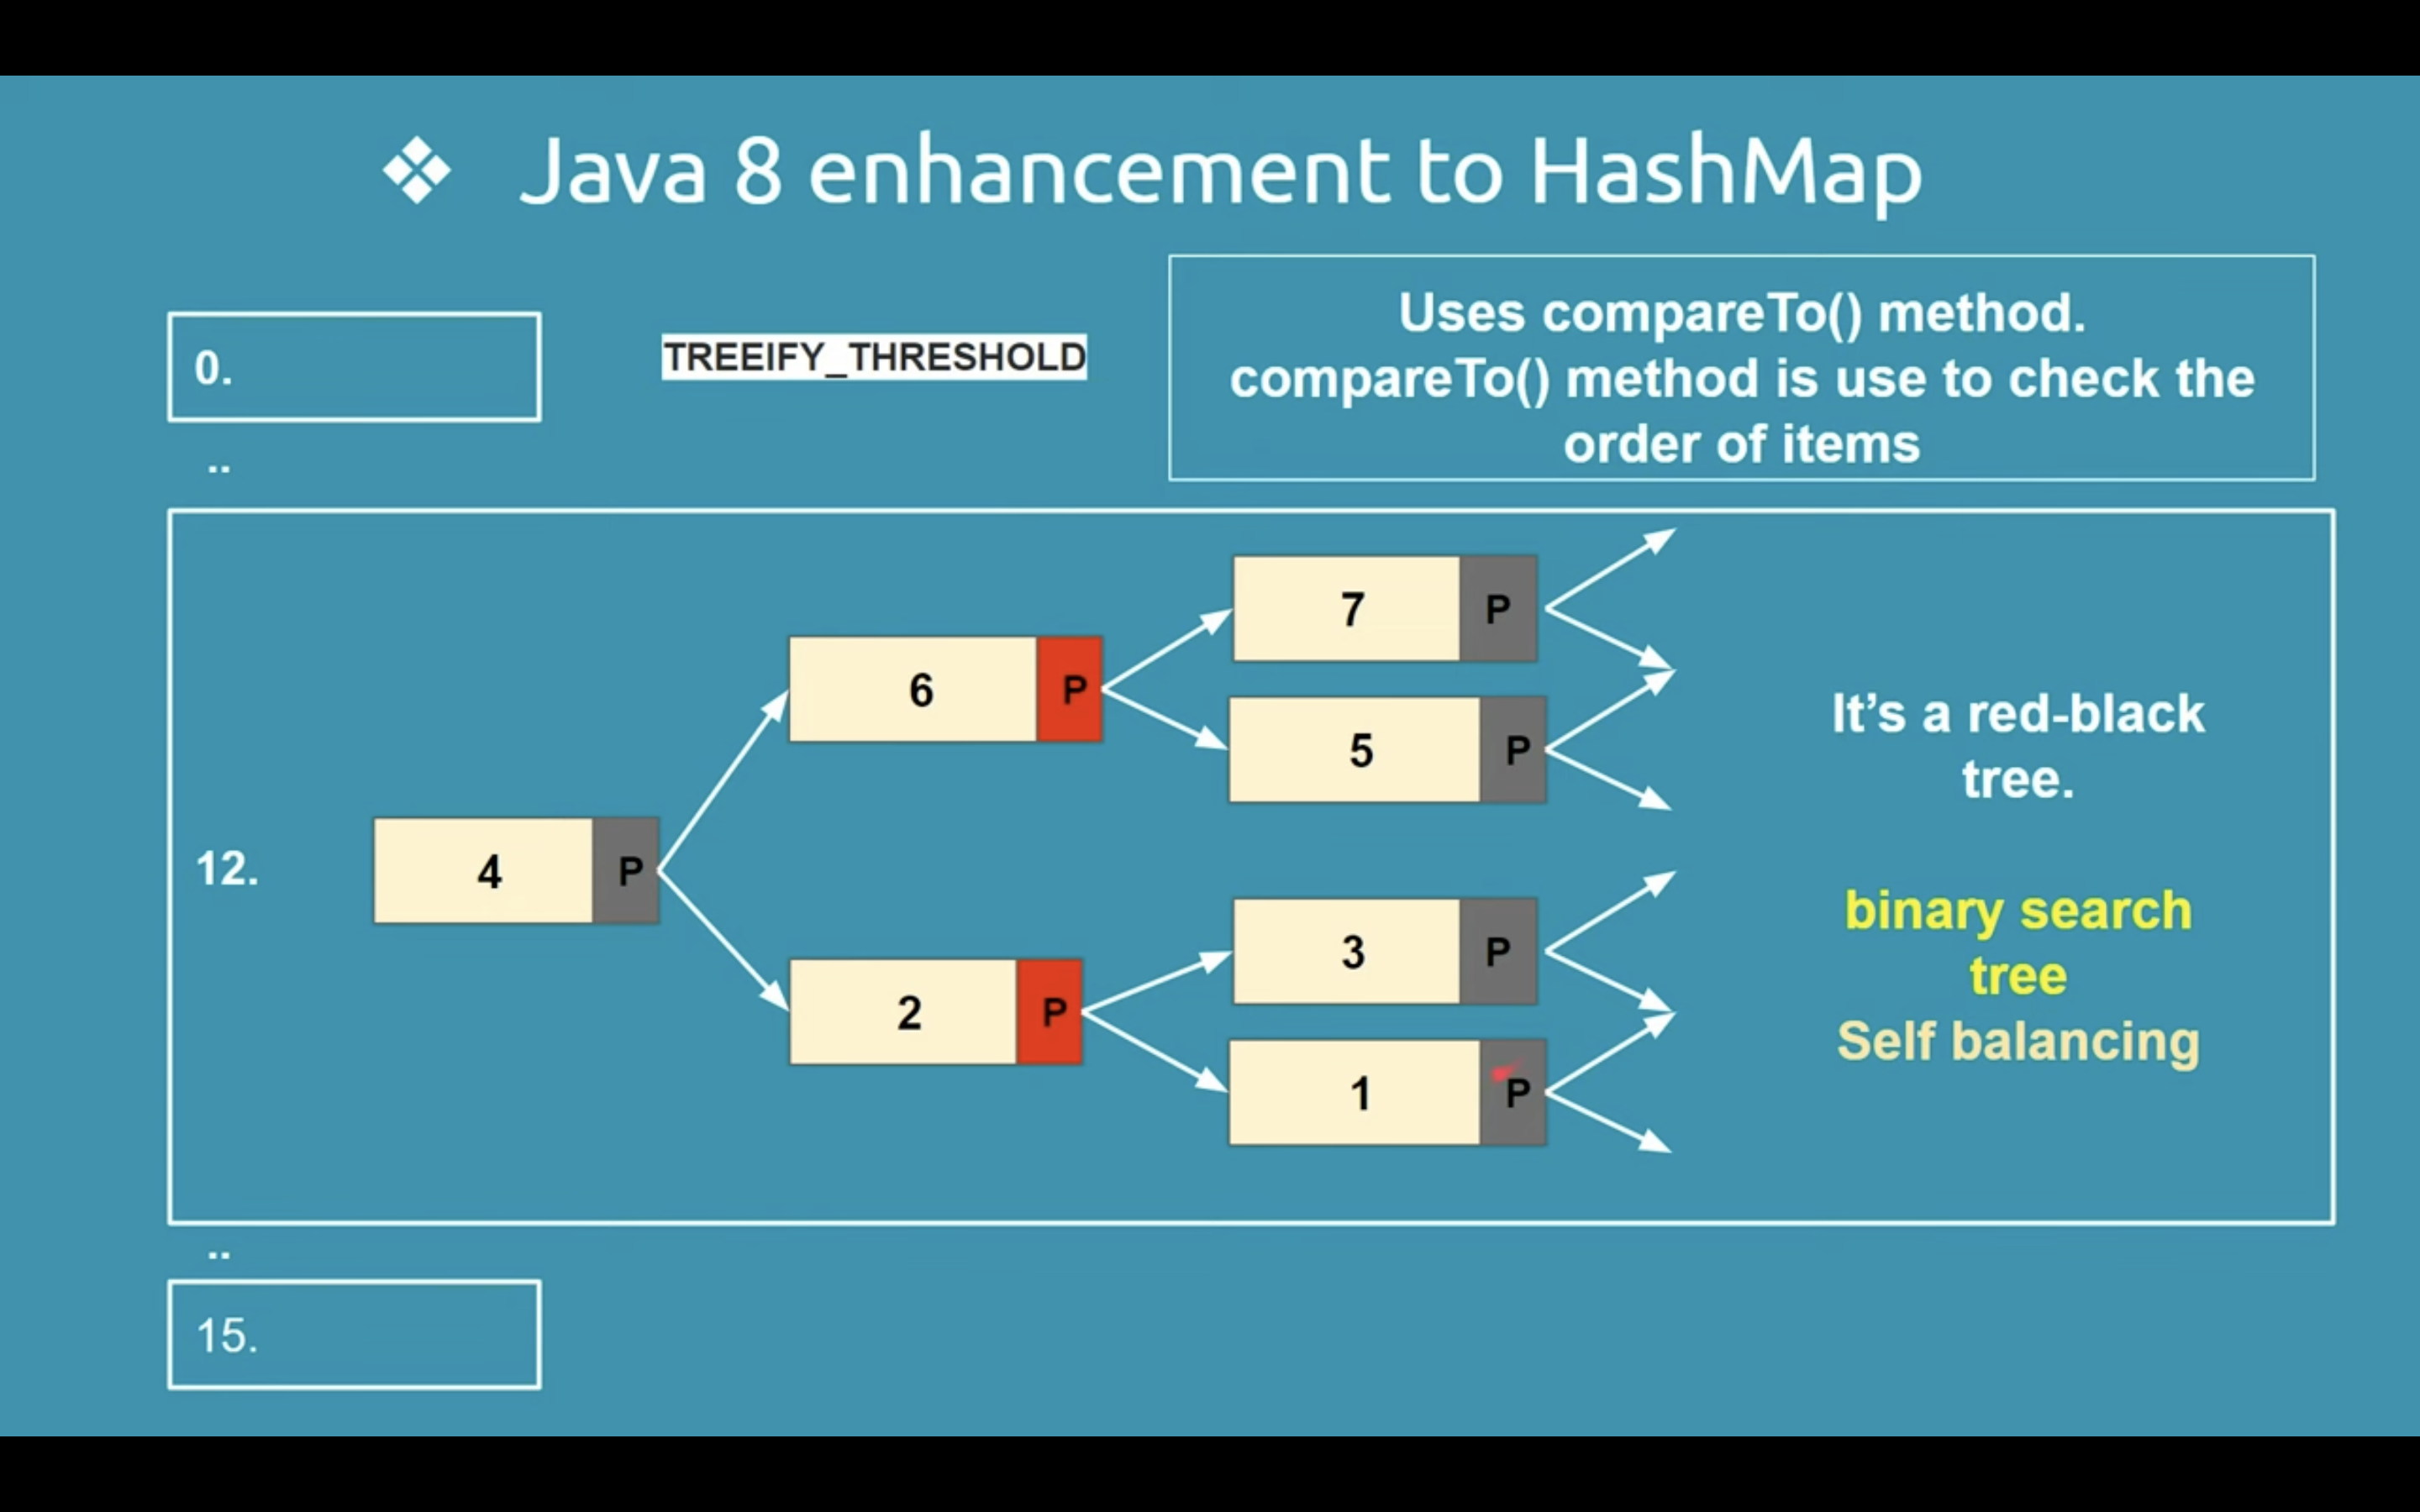 ❖ Java 8 enhancement to HashMap
0.
TREEIFY_THRESHOLD
Uses compareTo() method.
compareTo() method is use to check the
order of items
..
12.
4 P
6 P
2 P
7 P
5 P
3 P
1 P
It’s a red-black
tree.
binary search
tree
Self balancing
..
15.